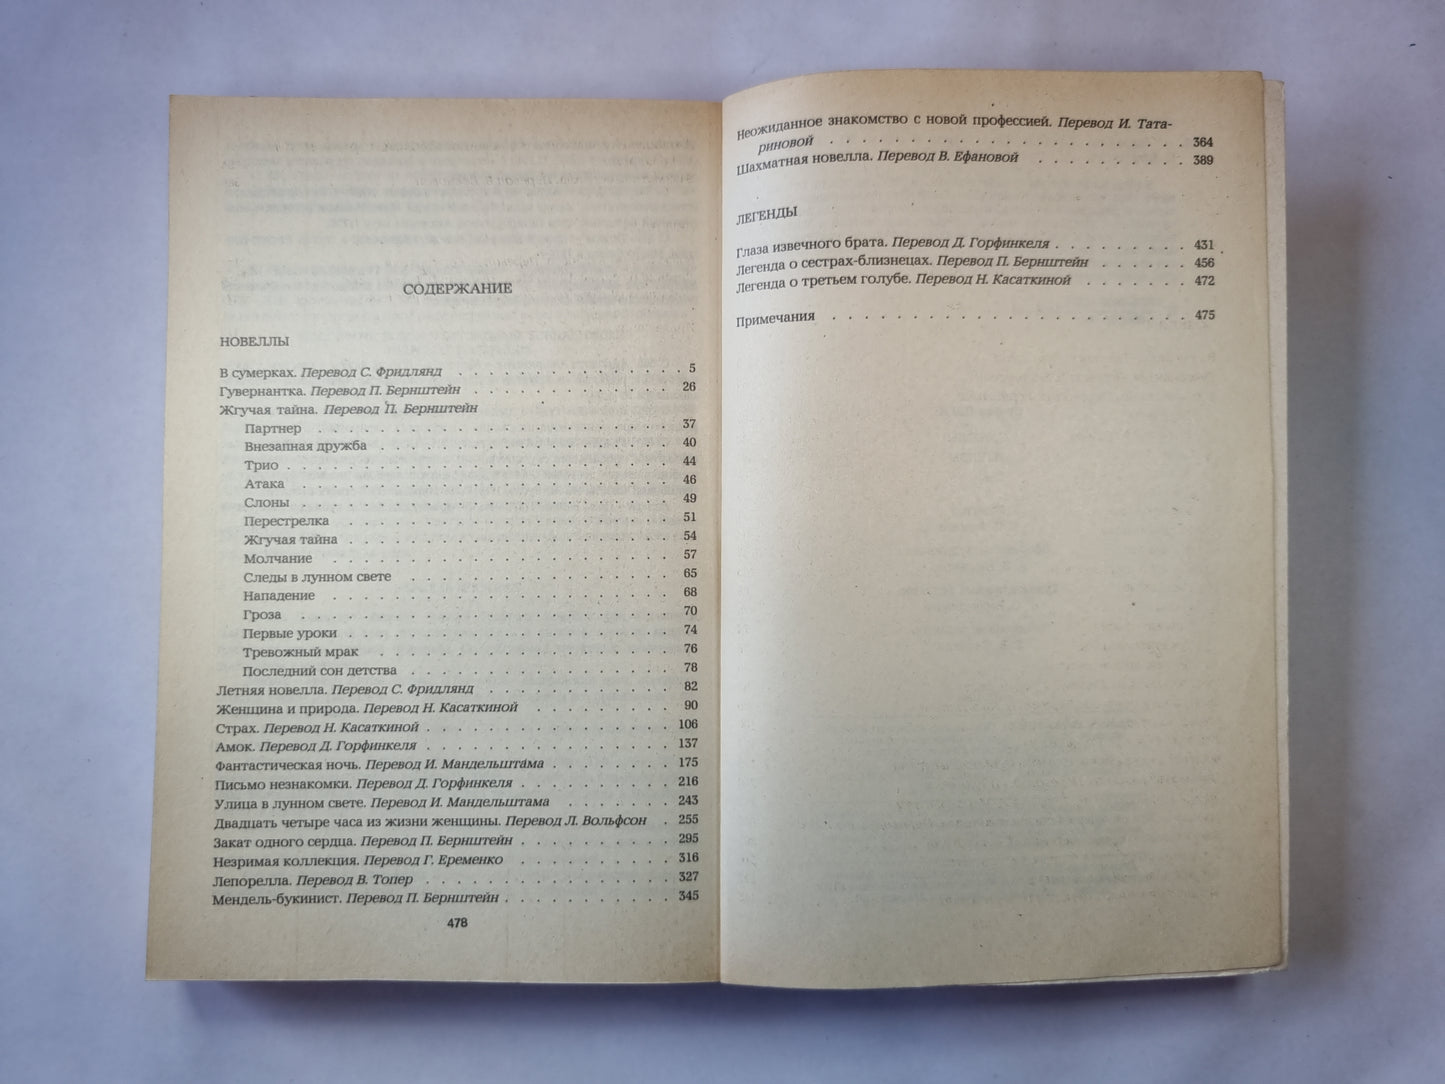 СОДЕРЖАНИЕ
НОВЕЛЛЫ
В сумерках. Перевод С. Фридлянд . . . . . . . . . . . . . . 5
Гувернантка. Перевод П. Бернштейн . . . . . . . . . . . . . 26
Жгучая тайна. Перевод П. Бернштейн
Партнер . . . . . . . . . . . . . . . . . . . . 37
Внезапная дружба . . . . . . . . . . . . . . . . 40
Трио . . . . . . . . . . . . . . . . . . . . . 44
Атака . . . . . . . . . . . . . . . . . . . . . 46
Слоны . . . . . . . . . . . . . . . . . . . . . 49
Перестрелка . . . . . . . . . . . . . . . . . . 51
Жгучая тайна . . . . . . . . . . . . . . . . . . 54
Молчание . . . . . . . . . . . . . . . . . . . 57
Следы в лунном свете . . . . . . . . . . . . . . 65
Нападение . . . . . . . . . . . . . . . . . . . 68
Гроза . . . . . . . . . . . . . . . . . . . . . 70
Первые уроки . . . . . . . . . . . . . . . . . . 74
Тревожный мрак . . . . . . . . . . . . . . . . . 76
Последний сон детства . . . . . . . . . . . . . . 78
Летняя новелла. Перевод С. Фридлянд . . . . . . . . . . . 82
Женщина и природа. Перевод Н. Касаткиной . . . . . . . . 90
Страх. Перевод Н. Касаткиной . . . . . . . . . . . . . . 106
Амок. Перевод Д. Горфинкеля . . . . . . . . . . . . . . 137
Фантастическая ночь. Перевод И. Мандельштама . . . . . . . 175
Письмо незнакомки. Перевод Д. Горфинкеля . . . . . . . . . 216
Улица в лунном свете. Перевод И. Мандельштама . . . . . . 243
Двадцать четыре часа из жизни женщины. Перевод Л. Вольфсон . 255
Закат одного сердца. Перевод П. Бернштейн . . . . . . . . . 295
Незримая коллекция. Перевод Г. Еременко . . . . . . . . . 316
Лепорелла. Перевод В. Топер . . . . . . . . . . . . . . 327
Мендель-букинист. Перевод П. Бернштейн . . . . . . . . . . 345
478
Неожиданное знакомство с новой профессией. Перевод И. Тата-
риновой . . . . . . . . . . . . . . . . . . . . . . 364
Шахматная новелла. Перевод В. Ефановой . . . . . . . . . 389
ЛЕГЕНДЫ
Глаза извечного брата. Перевод Д. Горфинкеля . . . . . . . . . 431
Легенда о сестрах-близнецах. Перевод П. Бернштейн . . . . . . 456
Легенда о третьем голубе. Перевод Н. Касаткиной . . . . . . . 472
Примечания . . . . . . . . . . . . . . . . . . . . . . 475